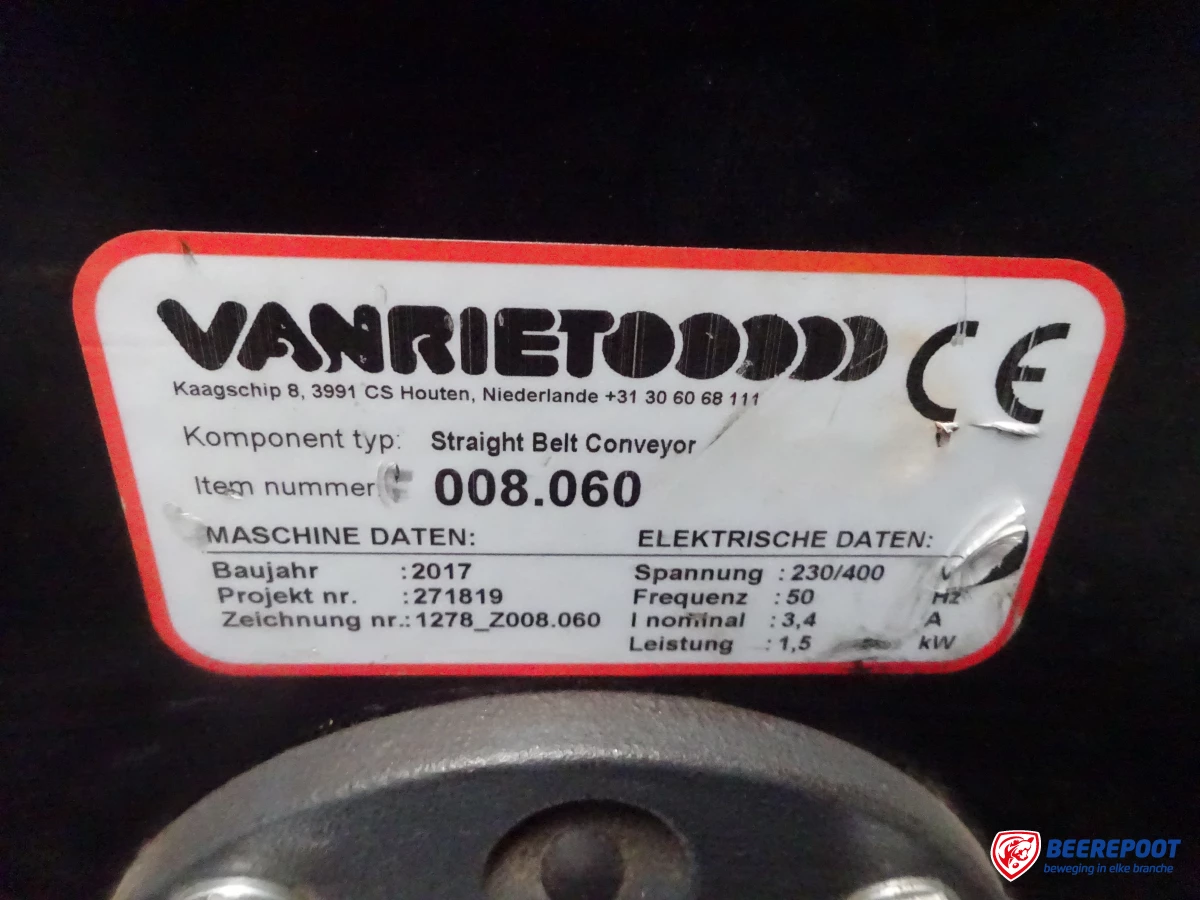 VANRIET
CE
Kaagschip 8, 3991 CS Houten, Niederlande +31 30 60 68 111
Komponent typ: Straight Belt Conveyor
Item nummer: 008.060
MASCHINE DATEN:
Baujahr : 2017
Projekt nr. : 271819
Zeichnung nr.: 1278_Z008.060
ELEKTRISCHE DATEN:
Spannung : 230/400 V
Frequenz : 50 Hz
I nominal : 3,4 A
Leistung : 1,5 kW
BEEREPOOT
beweging in elke branche